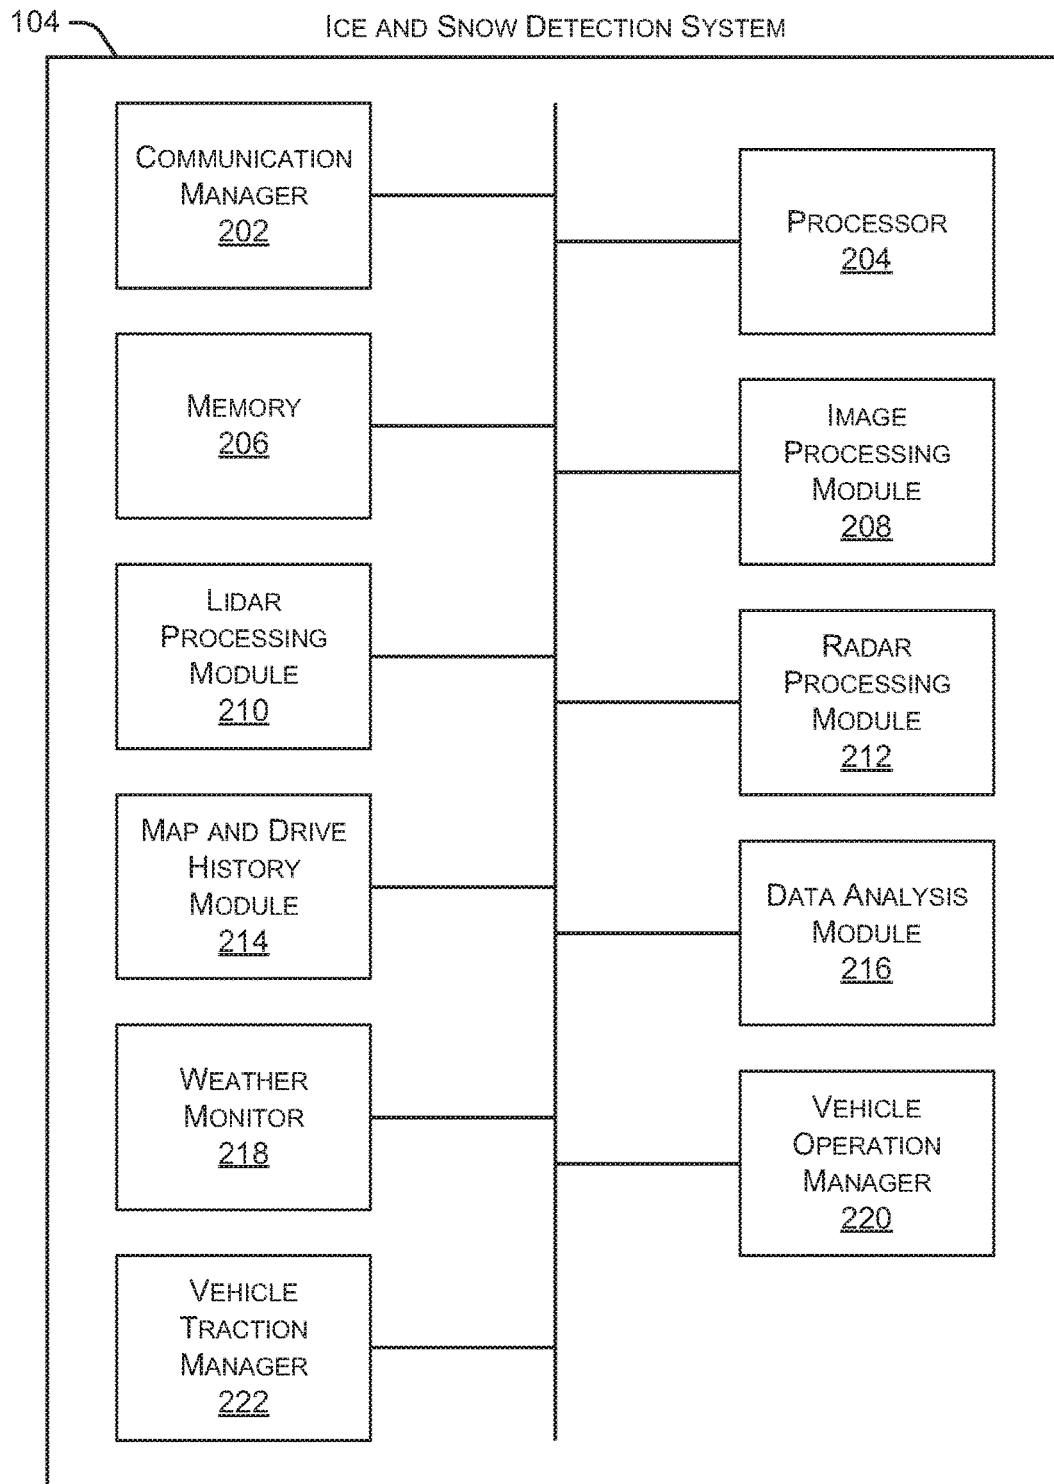 104
ICE AND SNOW DETECTION SYSTEM
COMMUNICATION
MANAGER
202
PROCESSOR
204
MEMORY
206
IMAGE
PROCESSING
MODULE
208
LIDAR
PROCESSING
MODULE
210
RADAR
PROCESSING
MODULE
212
MAP AND DRIVE
HISTORY
MODULE
214
DATA ANALYSIS
MODULE
216
WEATHER
MONITOR
218
VEHICLE
OPERATION
MANAGER
220
VEHICLE
TRACTION
MANAGER
222